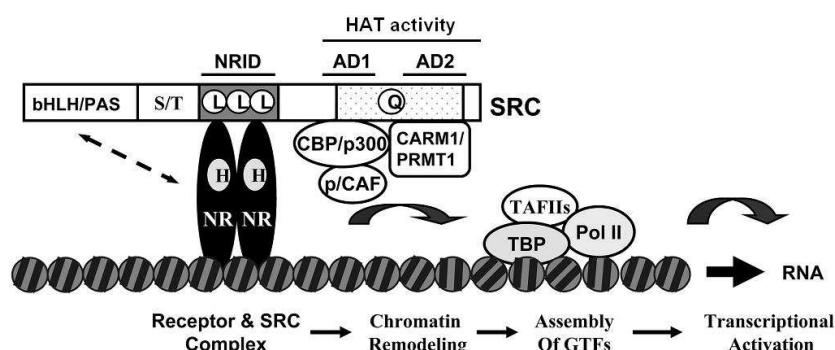 HAT activity
NRID
AD1
AD2
bHLH/PAS
S/T
L
L
L
Q
SRC
CBP/p300
CARM1/
PRMT1
p/CAF
H
H
NR
NR
TAFIIs
TBP
Pol II
RNA
Receptor & SRC
Complex
Chromatin
Remodeling
Assembly
Of GTFs
Transcriptional
Activation